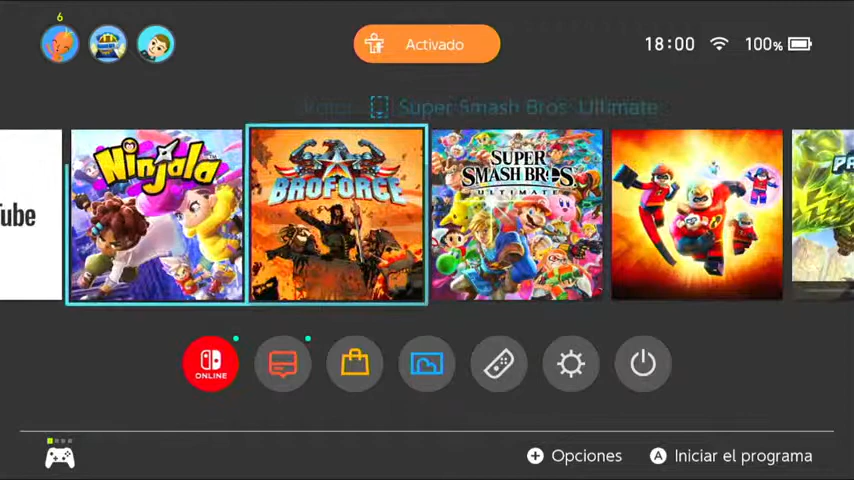 6
Activado
18:00
100%
Super Smash Bros. Ultimate
ube
Ninjala
BROFORCE
SUPER
SMASH BROS.
ULTIMATE
ONLINE
Opciones
A
Iniciar el programa